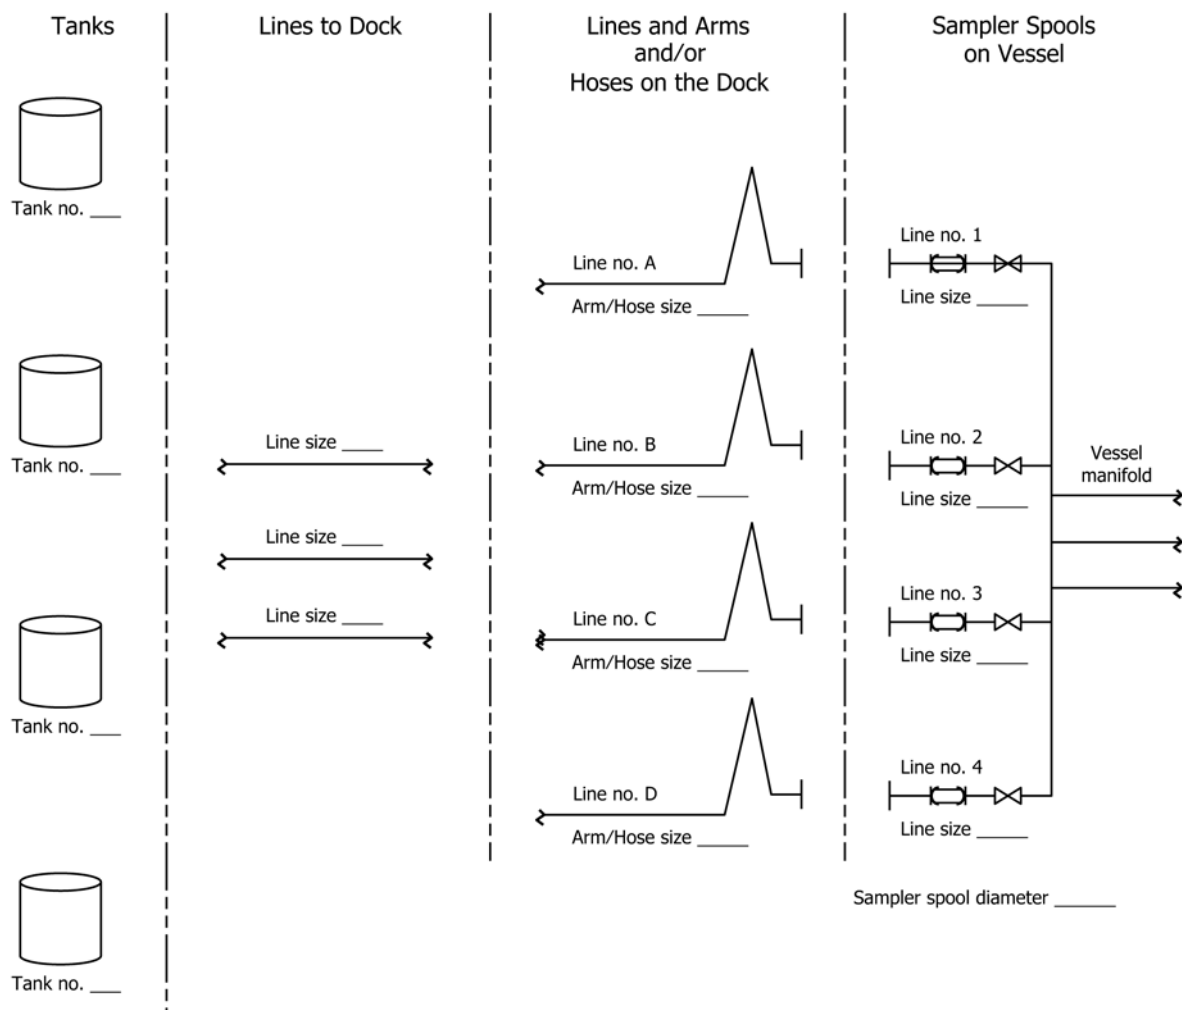 Tanks
Lines to Dock
Lines and Arms
and/or
Hoses on the Dock
Sampler Spools
on Vessel
Tank no. ___
Tank no. ___
Tank no. ___
Tank no. ___
Line size ____
Line size ____
Line size ____
Line no. A
Arm/Hose size _____
Line no. B
Arm/Hose size _____
Line no. C
Arm/Hose size _____
Line no. D
Arm/Hose size _____
Line no. 1
Line size _____
Line no. 2
Line size _____
Line no. 3
Line size _____
Line no. 4
Line size _____
Vessel
manifold
Sampler spool diameter ______